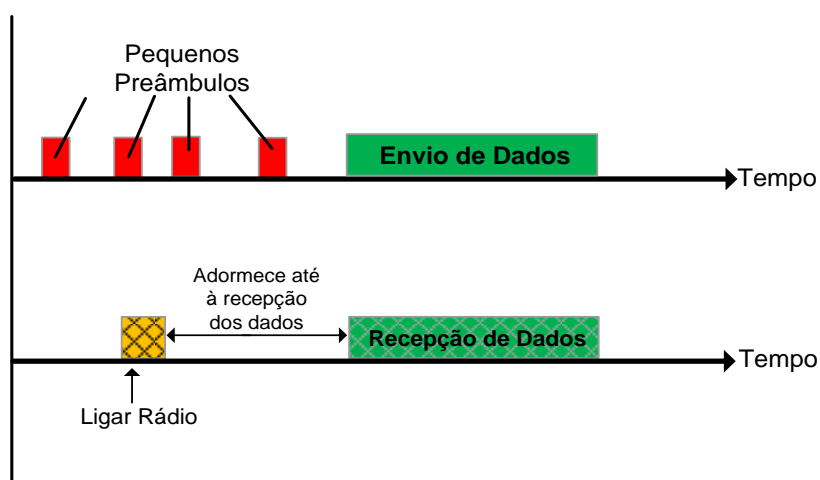 Pequenos
Preâmbulos
Envio de Dados
Tempo
Adormece até
à recepção
dos dados
Recepção de Dados
Tempo
Ligar Rádio